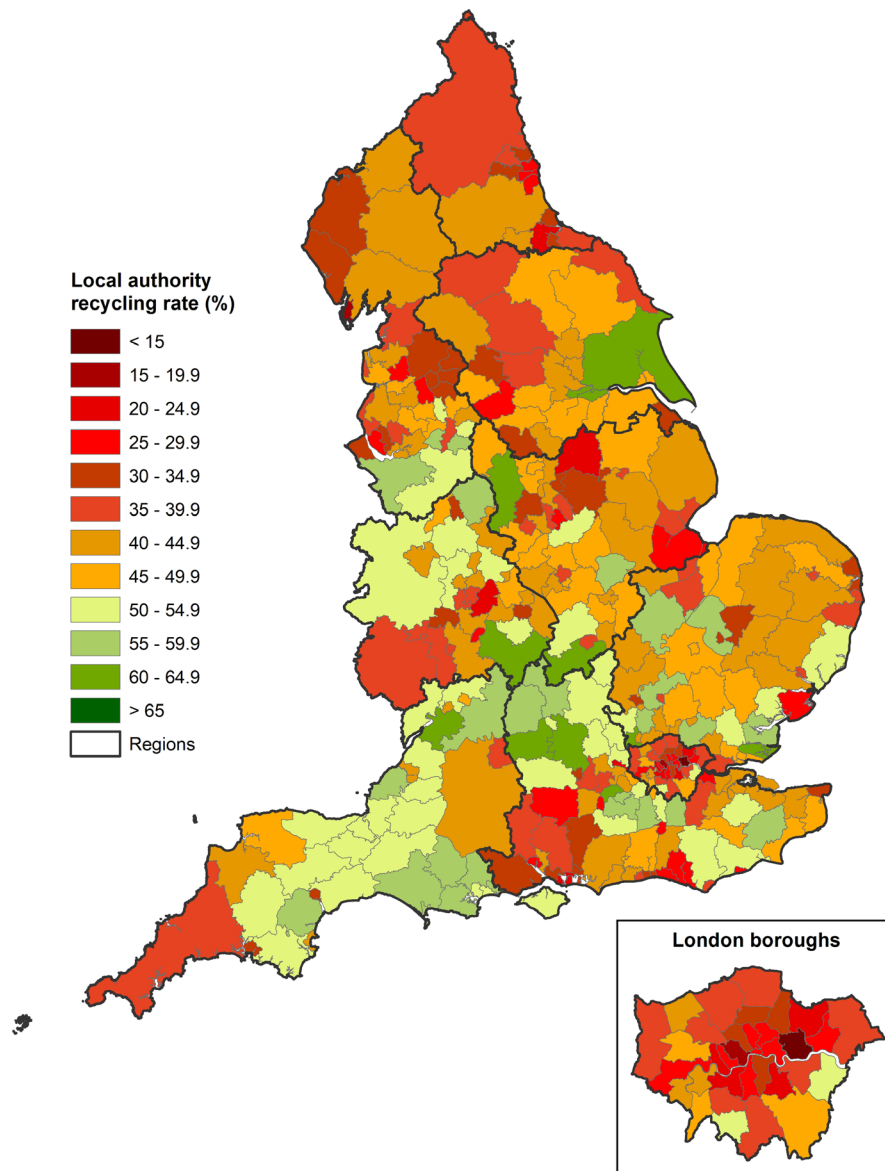 Local authority
recycling rate (%)
< 15
15 - 19.9
20 - 24.9
25 - 29.9
30 - 34.9
35 - 39.9
40 - 44.9
45 - 49.9
50 - 54.9
55 - 59.9
60 - 64.9
> 65
Regions
London boroughs